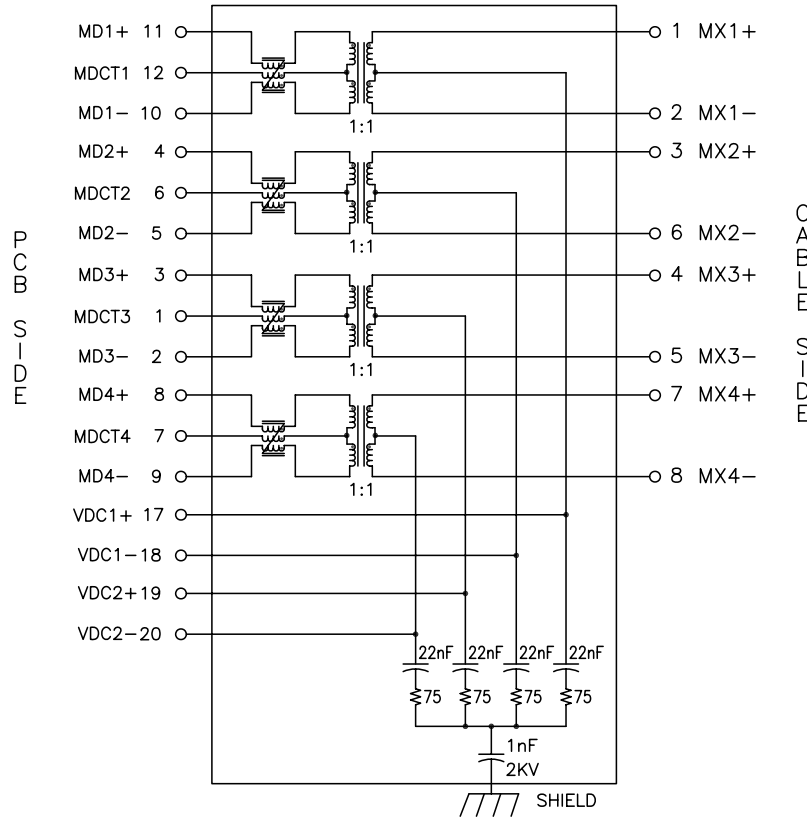 MD1+ 11
1 MX1+
MDCT1 12
MD1− 10
2 MX1−
1:1
MD2+ 4
3 MX2+
MDCT2 6
MD2− 5
6 MX2−
1:1
MD3+ 3
4 MX3+
MDCT3 1
MD3− 2
5 MX3−
1:1
MD4+ 8
7 MX4+
MDCT4 7
MD4− 9
8 MX4−
1:1
VDC1+ 17
VDC1− 18
VDC2+ 19
VDC2− 20
PCB SIDE
CABLE SIDE
22nF 22nF 22nF 22nF
75 75 75 75
1nF
2KV
SHIELD